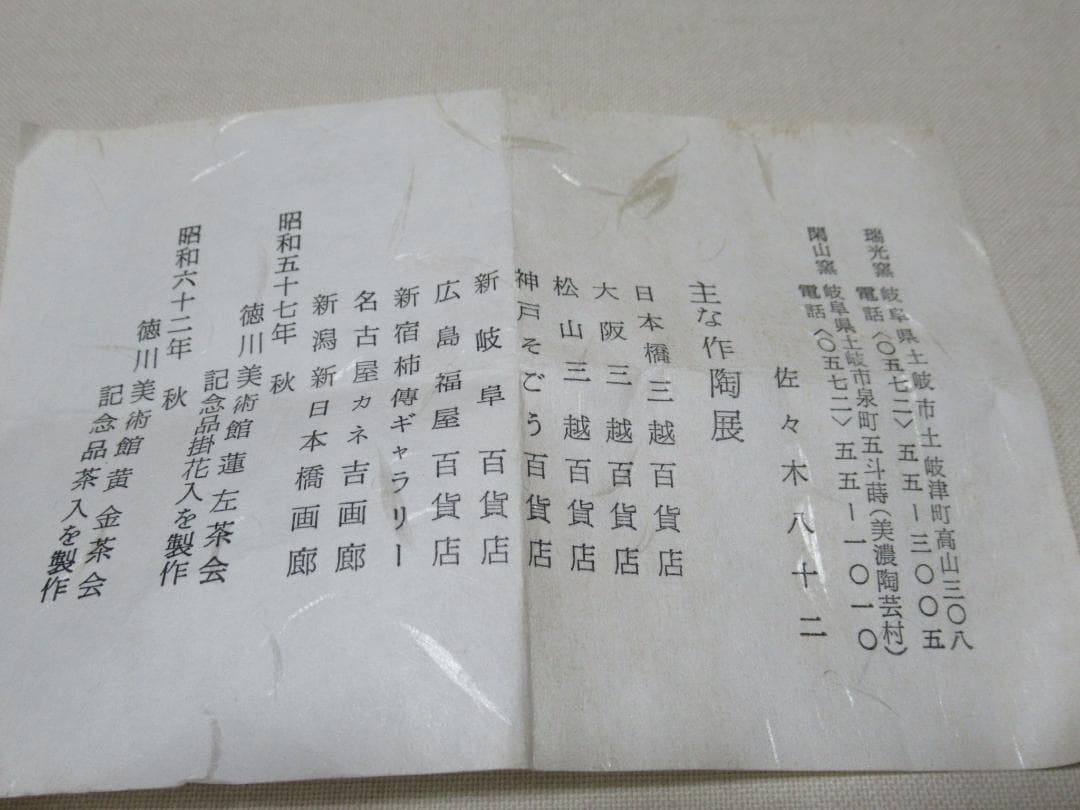 瑞光窯 岐阜県土岐市土岐津町高山三〇八
電話〈〇五七二〉五五ー三〇〇五
閑山窯 岐阜県土岐市泉町五斗蒔(美濃陶芸村)
電話〈〇五七二〉五五ー一〇一〇
佐々木八十二
主な作陶展
日本橋三越百貨店
大阪三越百貨店
松山三越百貨店
神戸そごう百貨店
新岐阜百貨店
広島福屋百貨店
新宿柿傳ギャラリー
名古屋カネ吉画廊
新潟新日本橋画廊
昭和五十七年 秋
徳川美術館蓮左茶会
記念品掛花入を製作
昭和六十二年 秋
徳川美術館黄金茶会
記念品茶入を製作